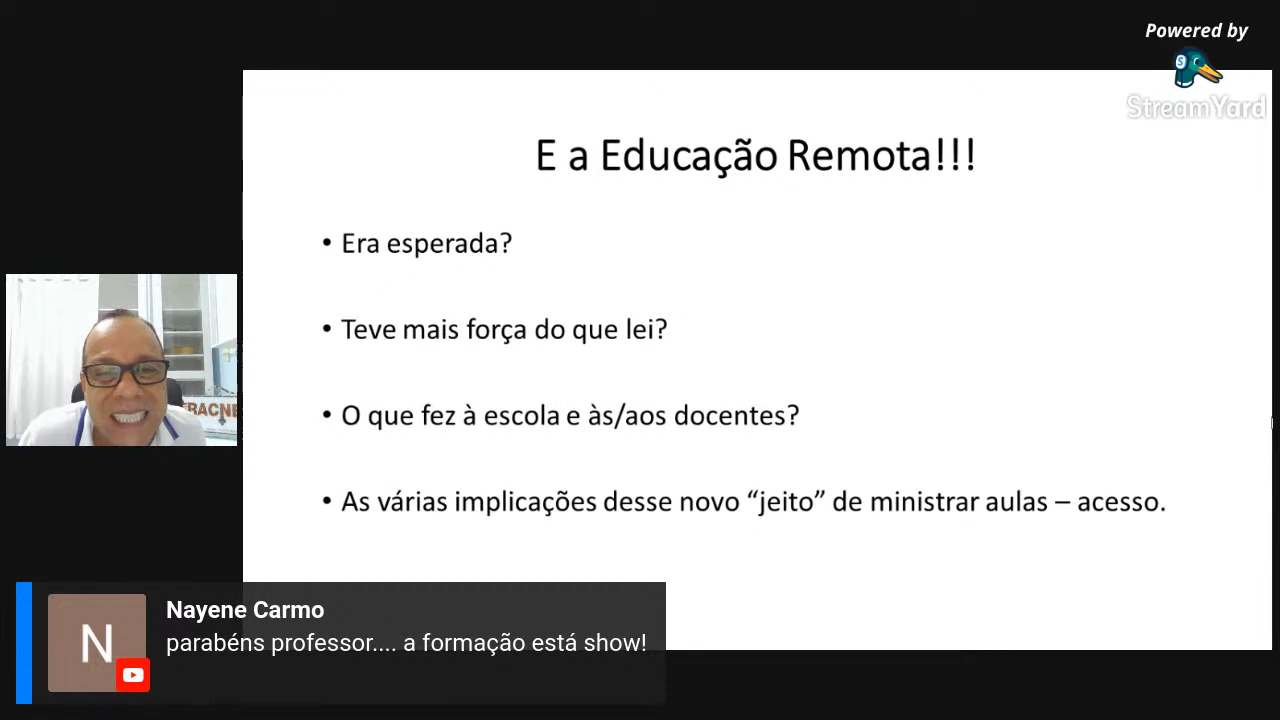 Powered by
StreamYard
E a Educação Remota!!!
• Era esperada?
• Teve mais força do que lei?
• O que fez à escola e às/aos docentes?
• As várias implicações desse novo “jeito” de ministrar aulas – acesso.
N
Nayene Carmo
parabéns professor.... a formação está show!